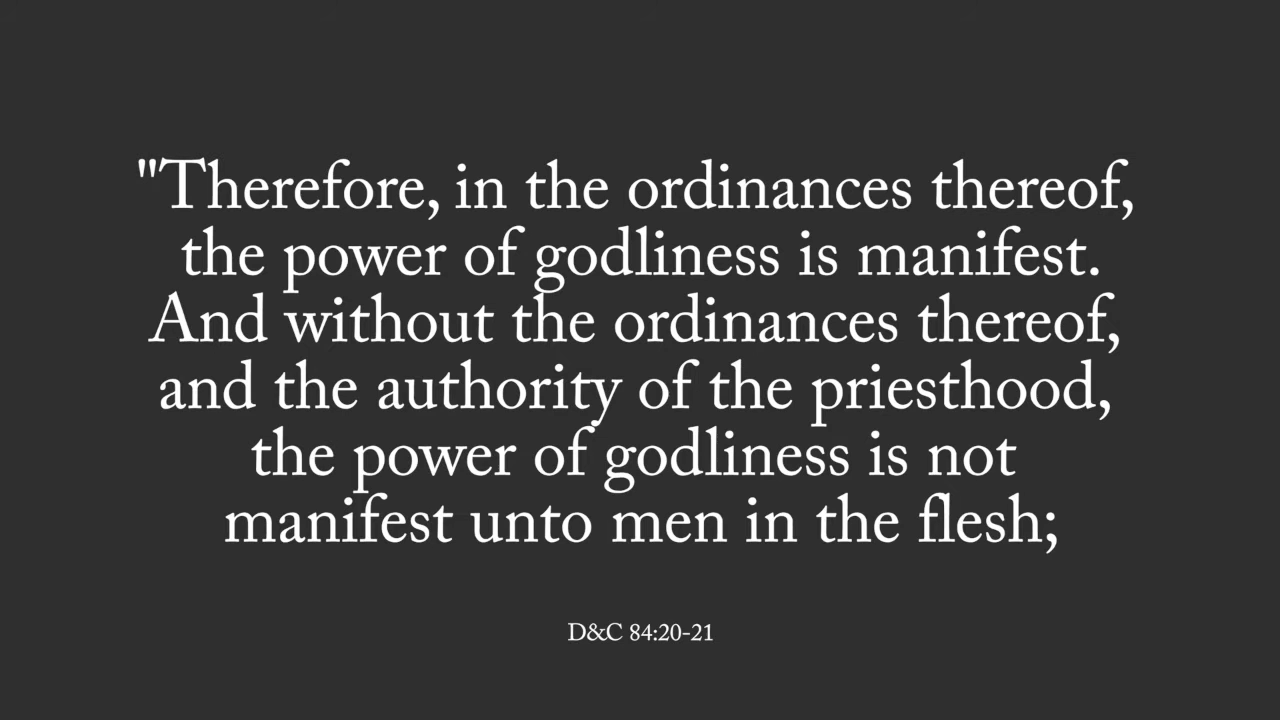 "Therefore, in the ordinances thereof,
the power of godliness is manifest.
And without the ordinances thereof,
and the authority of the priesthood,
the power of godliness is not
manifest unto men in the flesh;
D&C 84:20-21